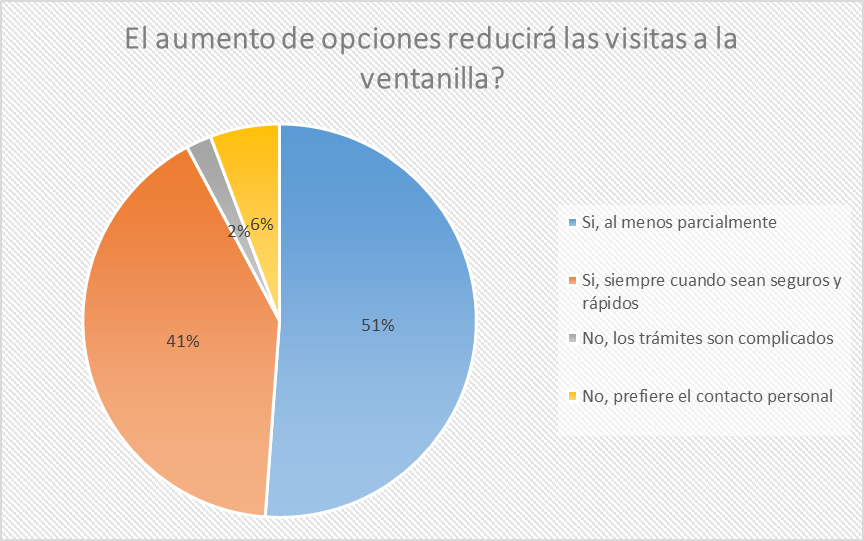 El aumento de opciones reducirá las visitas a la
ventanilla?
51%
41%
2%
6%
Si, al menos parcialmente
Si, siempre cuando sean seguros y
rápidos
No, los trámites son complicados
No, prefiere el contacto personal